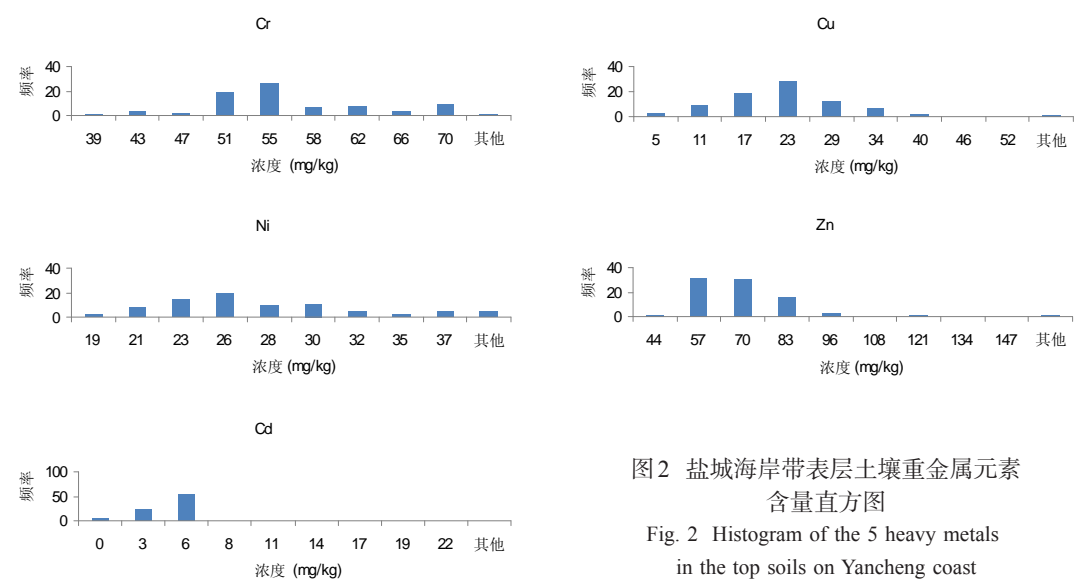 Cr
频率
40
20
0
39 43 47 51 55 58 62 66 70 其他
浓度 (mg/kg)
Cu
频率
40
20
0
5 11 17 23 29 34 40 46 52 其他
浓度 (mg/kg)
Ni
频率
40
20
0
19 21 23 26 28 30 32 35 37 其他
浓度 (mg/kg)
Zn
频率
40
20
0
44 57 70 83 96 108 121 134 147 其他
浓度 (mg/kg)
Cd
频率
100
50
0
0 3 6 8 11 14 17 19 22 其他
浓度 (mg/kg)
图2 盐城海岸带表层土壤重金属元素
含量直方图
Fig. 2 Histogram of the 5 heavy metals
in the top soils on Yancheng coast